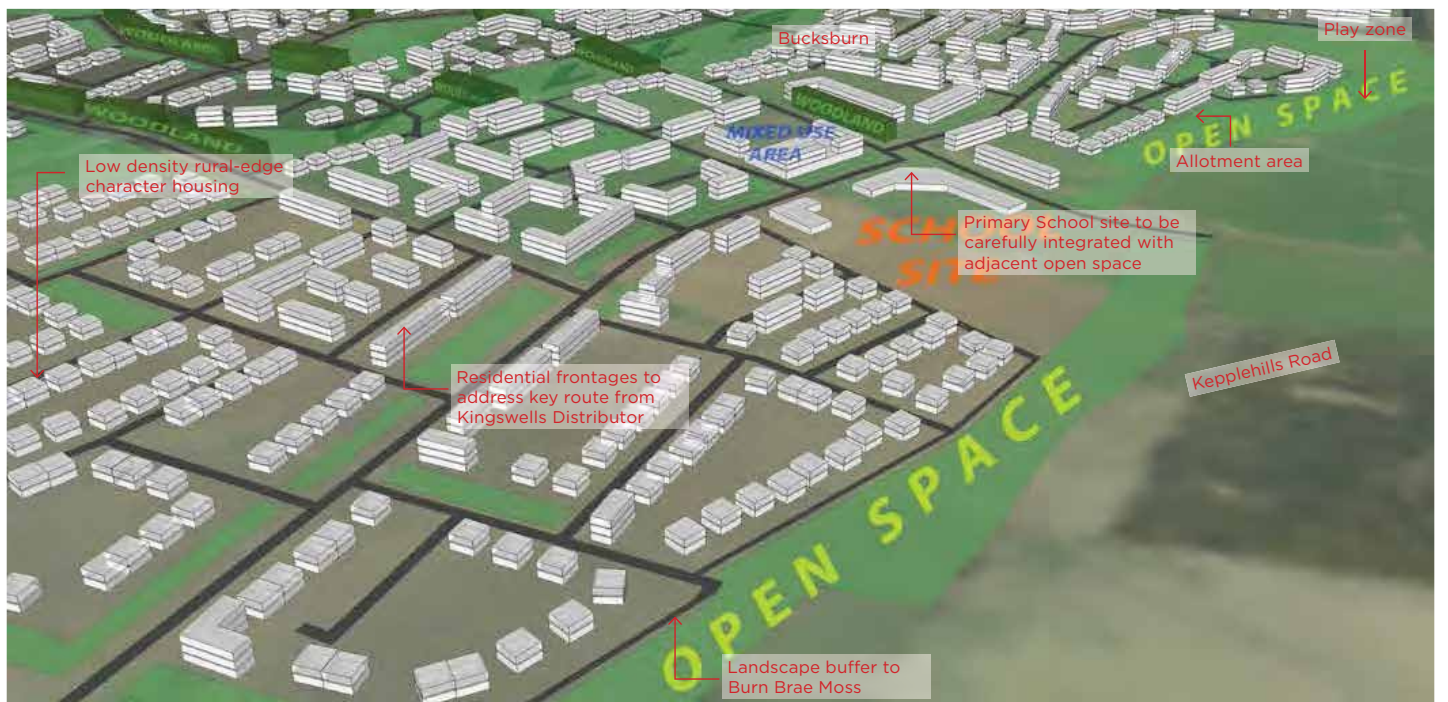 Play zone
Bucksburn
WOODLAND
WOODLAND
WOODLAND
WOODLAND
WOODLAND
OPEN SPACE
MIXED USE
AREA
Allotment area
Low density rural-edge
character housing
Primary School site to be
carefully integrated with
adjacent open space
SCHOOL
SITE
Kepplehills Road
Residential frontages to
address key route from
Kingswells Distributor
OPEN SPACE
Landscape buffer to
Burn Brae Moss